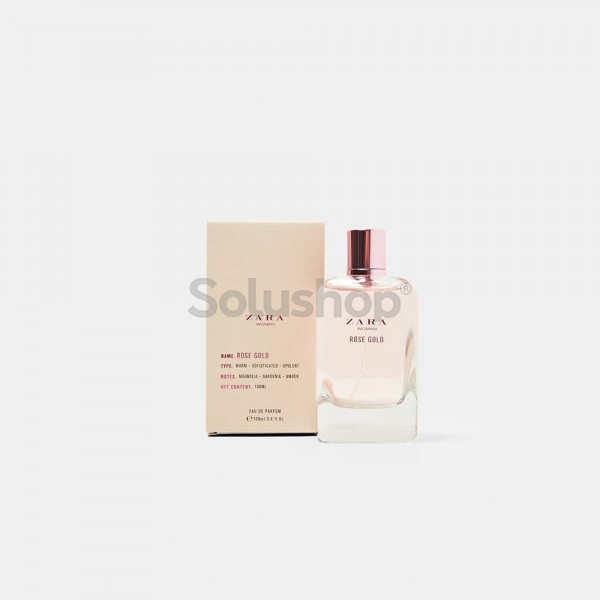 Solushop®
ZARA
WOMAN
NAME: ROSE GOLD
TYPE: WARM - SOFISTICATED - OPULENT
NOTES: MAGNOLIA - GARDENIA - AMBER
NET CONTENT: 100ML
EAU DE PARFUM
℮100ml 3.4 fl.oz
ZARA
WOMAN
ROSE GOLD